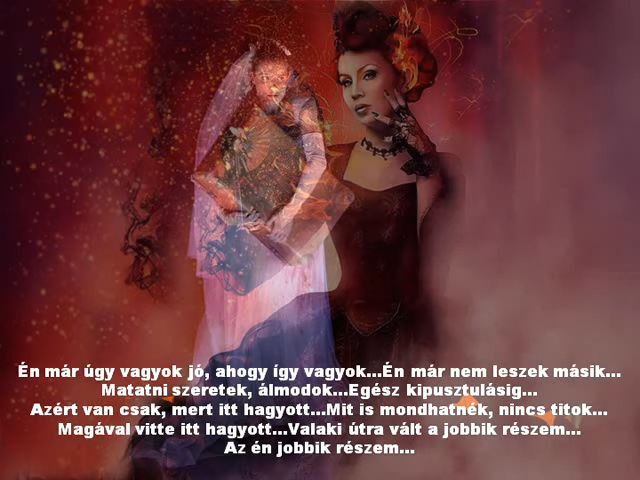 Én már úgy vagyok jó, ahogy így vagyok...Én már nem leszek másik...
Matatni szeretek, álmodok...Egész kipusztulásig...
Azért van csak, mert itt hagyott...Mit is mondhatnék, nincs titok...
Magával vitte itt hagyott...Valaki útra vált a jobbik részem...
Az én jobbik részem...